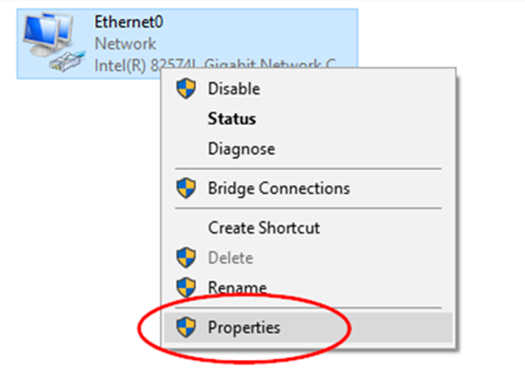 Ethernet0
Network
Intel(R) 82574L Gigabit Network C...
Disable
Status
Diagnose
Bridge Connections
Create Shortcut
Delete
Rename
Properties